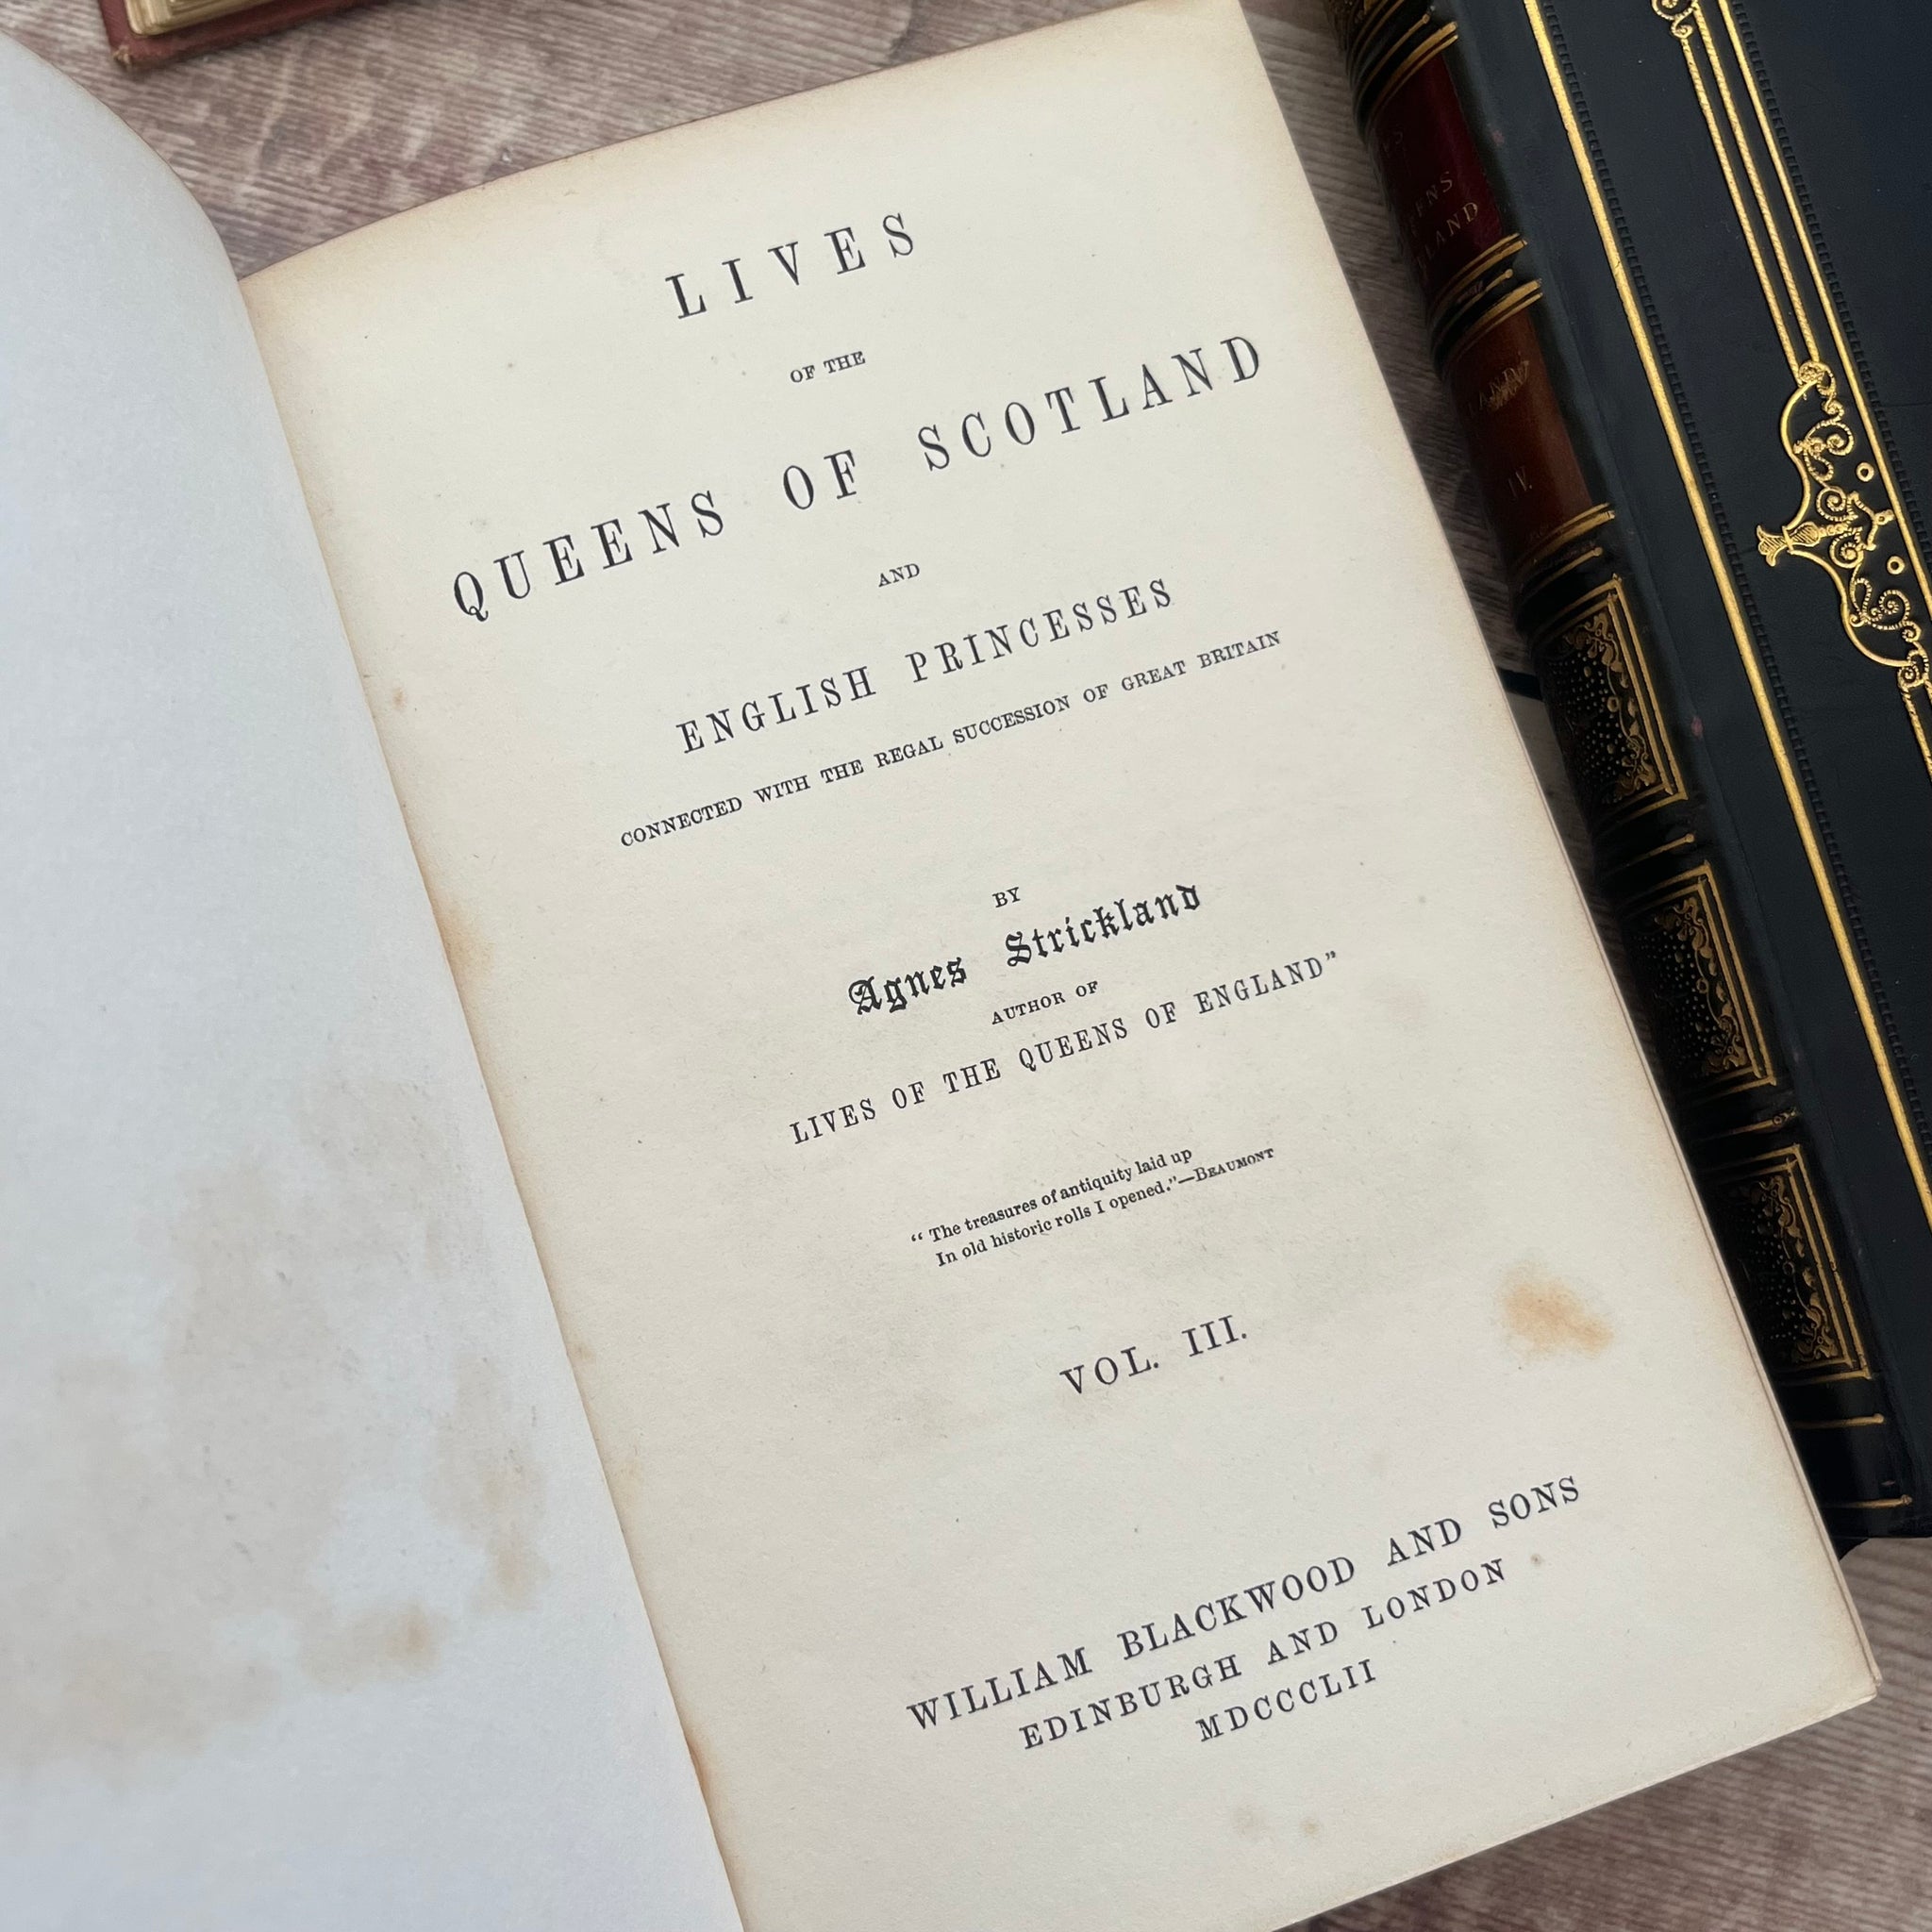 LIVES
OF THE
QUEENS OF SCOTLAND
AND
ENGLISH PRINCESSES
CONNECTED WITH THE REGAL SUCCESSION OF GREAT BRITAIN
BY
Agnes Strickland
AUTHOR OF
LIVES OF THE QUEENS OF ENGLAND”
“ The treasures of antiquity laid up
In old historic rolls I opened.”—BEAUMONT
VOL. III.
WILLIAM BLACKWOOD AND SONS
EDINBURGH AND LONDON
MDCCCLII
IV.